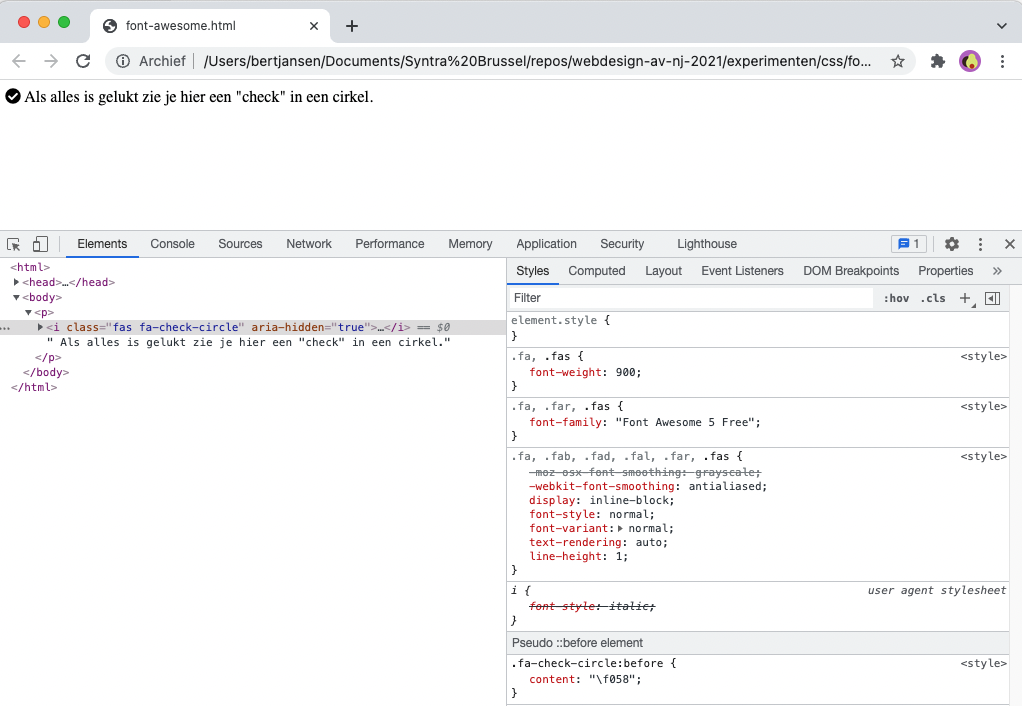 font-awesome.html
Archief /Users/bertjansen/Documents/Syntra%20Brussel/repos/webdesign-av-nj-2021/experimenten/css/fo...
Als alles is gelukt zie je hier een "check" in een cirkel.
Elements Console Sources Network Performance Memory Application Security Lighthouse 1
<html>
<head>…</head>
<body>
<p>
<i class="fas fa-check-circle" aria-hidden="true">…</i> == $0
" Als alles is gelukt zie je hier een "check" in een cirkel."
</p>
</body>
</html>
Styles Computed Layout Event Listeners DOM Breakpoints Properties »
Filter :hov .cls +
element.style {
}
.fa, .fas { <style>
font-weight: 900;
}
.fa, .far, .fas { <style>
font-family: "Font Awesome 5 Free";
}
.fa, .fab, .fad, .fal, .far, .fas { <style>
-moz-osx-font-smoothing: grayscale;
-webkit-font-smoothing: antialiased;
display: inline-block;
font-style: normal;
font-variant: normal;
text-rendering: auto;
line-height: 1;
}
i { user agent stylesheet
font-style: italic;
}
Pseudo ::before element
.fa-check-circle:before { <style>
content: "\f058";
}